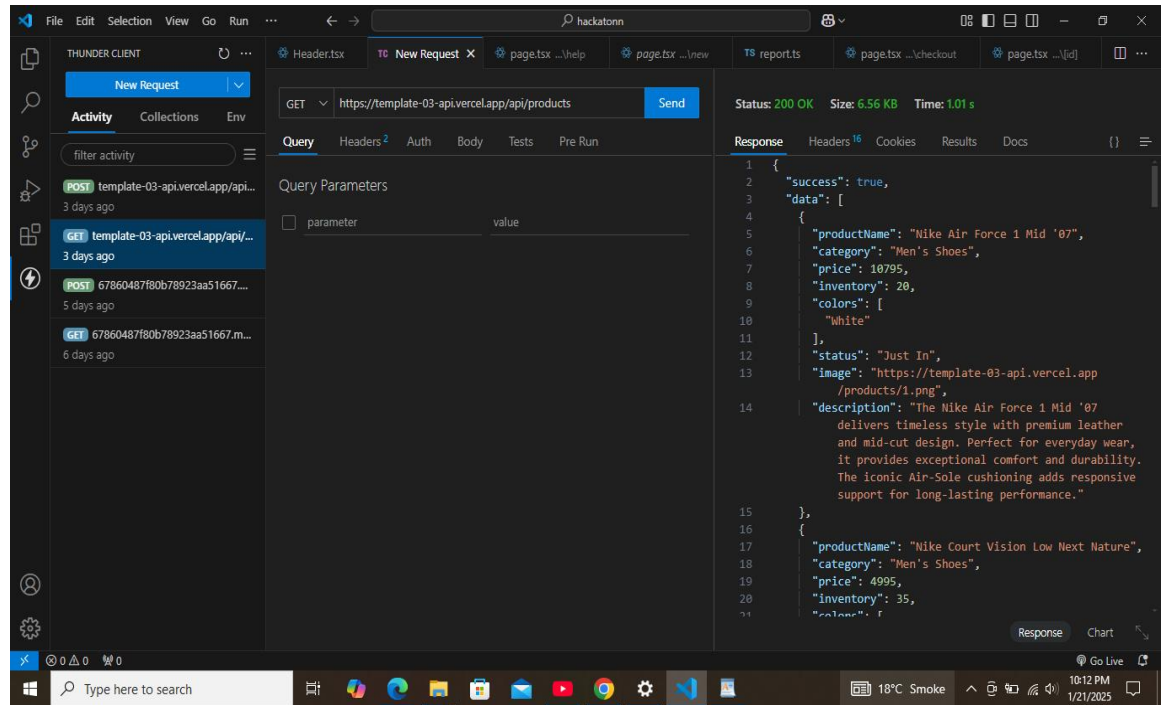 File Edit Selection View Go Run ··· hackatonn
THUNDER CLIENT
New Request
Activity Collections Env
filter activity
POST template-03-api.vercel.app/api...
3 days ago
GET template-03-api.vercel.app/api/...
3 days ago
POST 67860487f80b78923aa51667....
5 days ago
GET 67860487f80b78923aa51667.m...
6 days ago
Header.tsx TC New Request page.tsx ...\help page.tsx ...\new TS report.ts page.tsx ...\checkout page.tsx ...\[id]
GET https://template-03-api.vercel.app/api/products Send
Query Headers 2 Auth Body Tests Pre Run
Query Parameters
parameter value
Status: 200 OK Size: 6.56 KB Time: 1.01 s
Response Headers 16 Cookies Results Docs {}
1 {
2 "success": true,
3 "data": [
4 {
5 "productName": "Nike Air Force 1 Mid '07",
6 "category": "Men's Shoes",
7 "price": 10795,
8 "inventory": 20,
9 "colors": [
10 "White"
11 ],
12 "status": "Just In",
13 "image": "https://template-03-api.vercel.app
/products/1.png",
14 "description": "The Nike Air Force 1 Mid '07
delivers timeless style with premium leather
and mid-cut design. Perfect for everyday wear,
it provides exceptional comfort and durability.
The iconic Air-Sole cushioning adds responsive
support for long-lasting performance."
15 },
16 {
17 "productName": "Nike Court Vision Low Next Nature",
18 "category": "Men's Shoes",
19 "price": 4995,
20 "inventory": 35,
21 "colors": [
Response Chart
0 0 0 Go Live
Type here to search 18°C Smoke 10:12 PM
1/21/2025